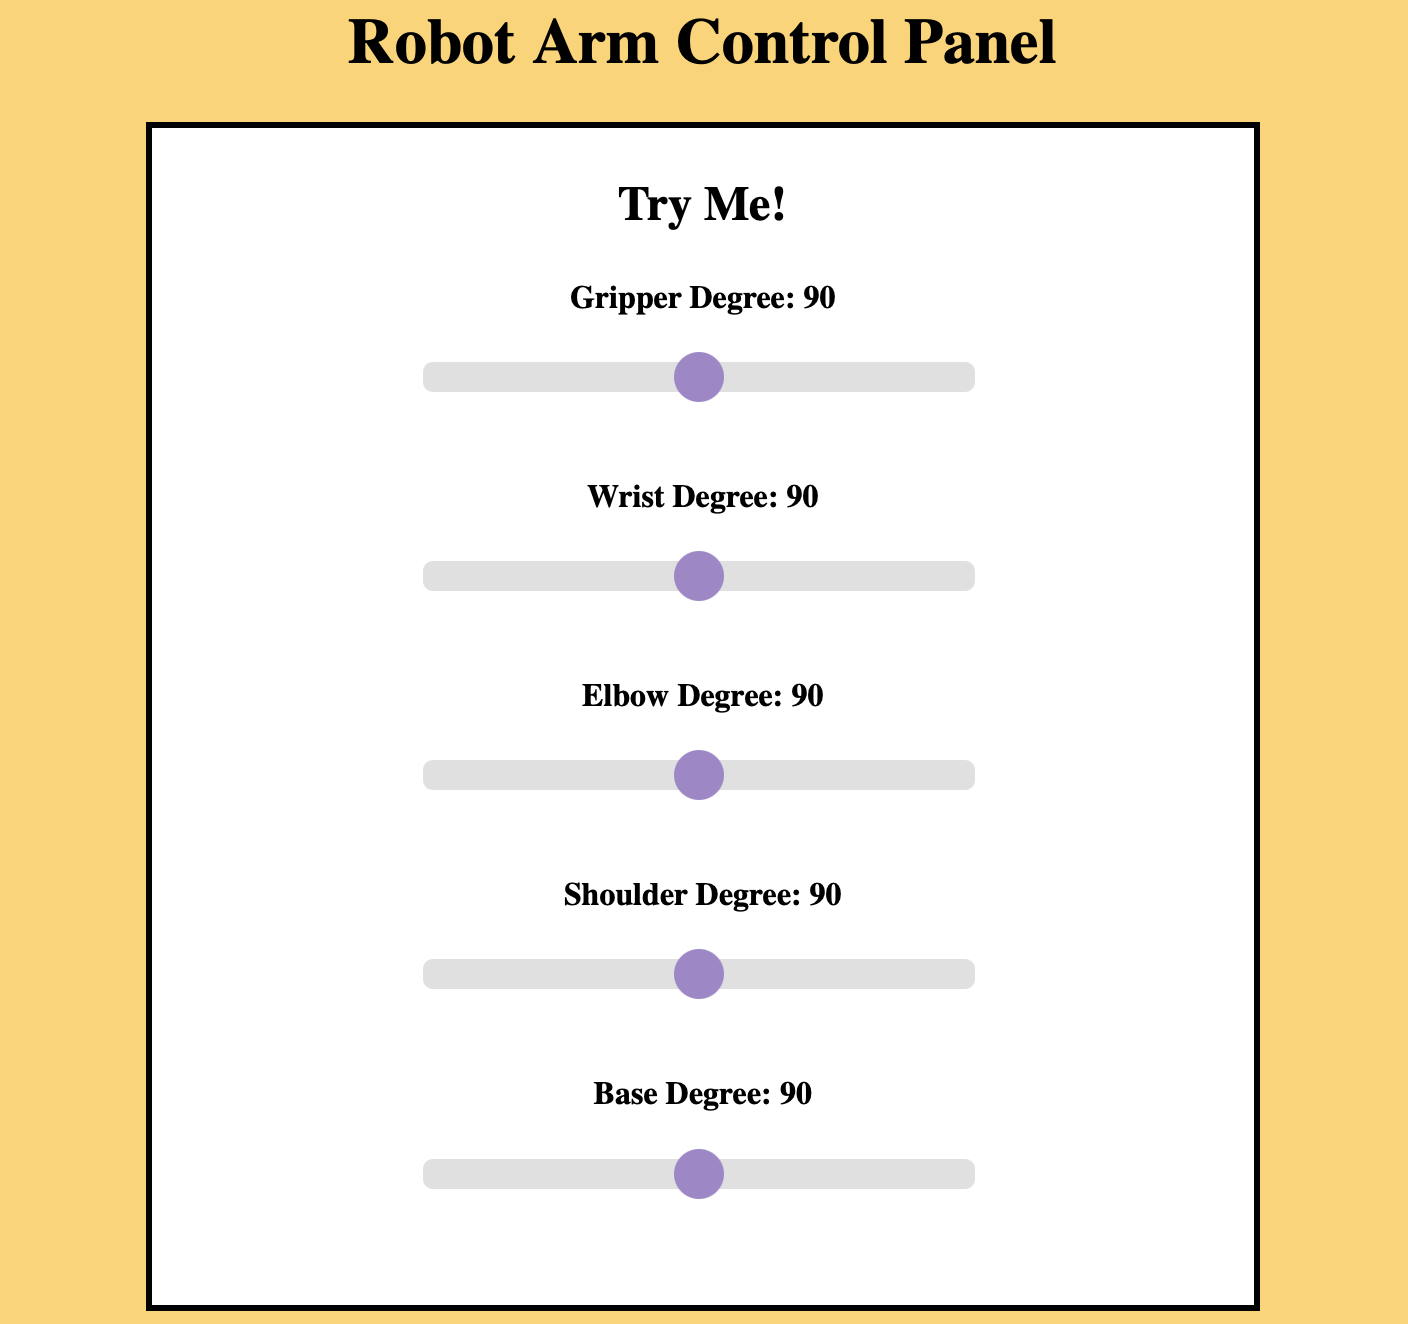 Robot Arm Control Panel
Try Me!
Gripper Degree: 90
Wrist Degree: 90
Elbow Degree: 90
Shoulder Degree: 90
Base Degree: 90